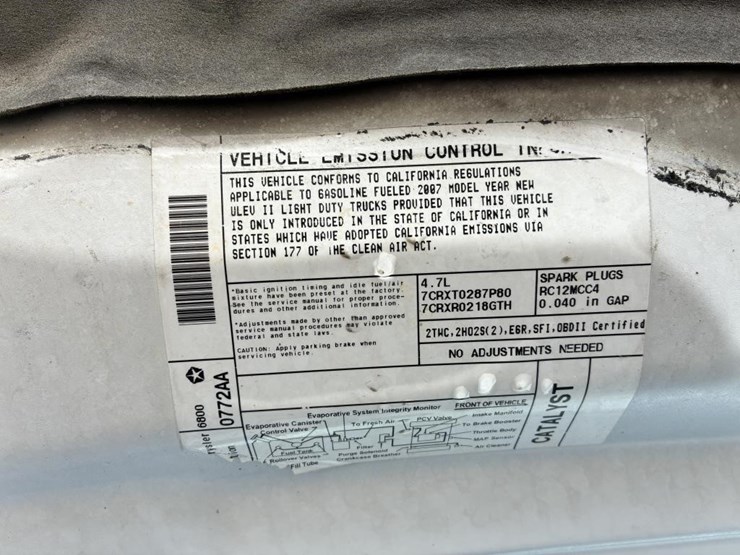 VEHICLE EMISSION CONTROL
THIS VEHICLE CONFORMS TO CALIFORNIA REGULATIONS
APPLICABLE TO GASOLINE FUELED 2007 MODEL YEAR NEW
ULEV II LIGHT DUTY TRUCKS PROVIDED THAT THIS VEHICLE
IS ONLY INTRODUCED IN THE STATE OF CALIFORNIA OR IN
STATES WHICH HAVE ADOPTED CALIFORNIA EMISSIONS VIA
SECTION 177 OF THE CLEAN AIR ACT.
*Basic ignition timing and idle fuel/air
mixture have been preset at the factory.
See the service manual for proper proce-
dures and other additional information.
*Adjustments made by other than approved
service manual procedures may violate
federal and state laws.
CAUTION: Apply parking brake when
servicing vehicle.
4.7L
7CRXT0287P80
7CRXR0218GTH
SPARK PLUGS
RC12MCC4
0.040 in GAP
2TWC,2HO2S(2),EGR,SFI,OBDII Certified
NO ADJUSTMENTS NEEDED
rysler 6800
0772AA
Evaporative System Integrity Monitor
FRONT OF VEHICLE
Evaporative Canister
Control Valve
To Fresh Air
PCV Valve
Intake Manifold
To Brake Booster
Throttle Body
MAP Sensor
Air Cleaner
Fuel Tank
Rollover Valves
Fill Tube
Filter
Purge Solenoid
Crankcase Breather
CATALYST